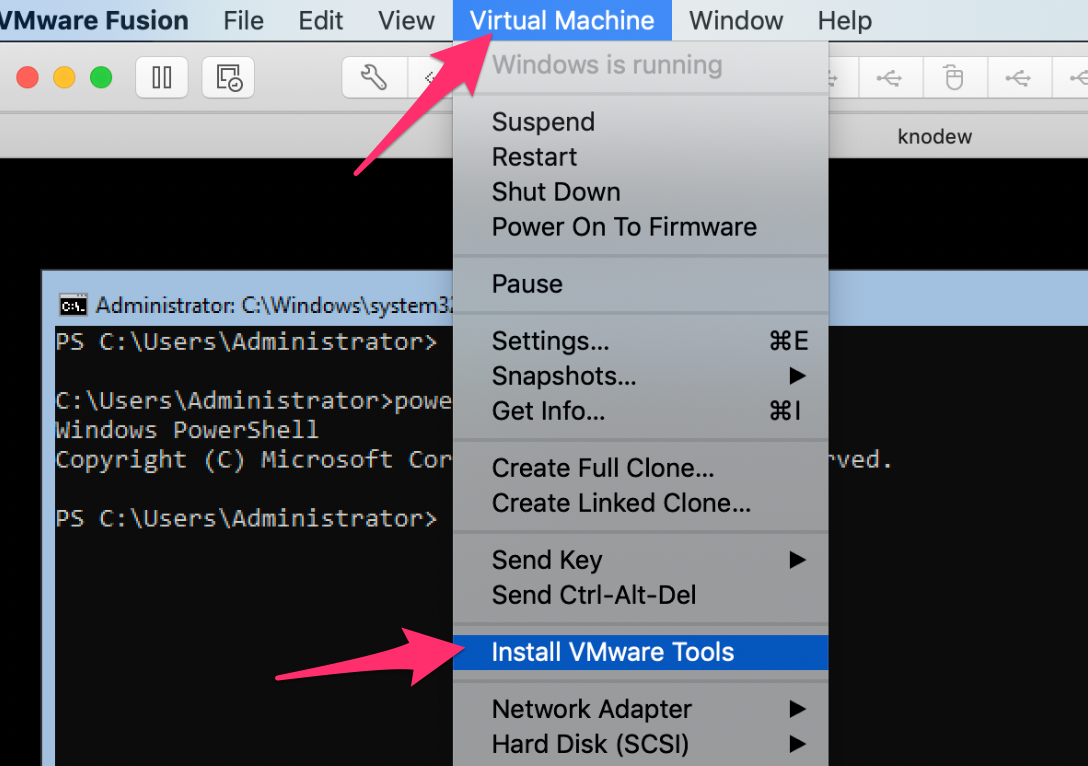 VMware Fusion File Edit View Virtual Machine Window Help
Windows is running
knodew
Suspend
Restart
Shut Down
Power On To Firmware
Pause
Administrator: C:\Windows\system32
PS C:\Users\Administrator>
Settings... ⌘E
Snapshots... ▶
Get Info... ⌘I
C:\Users\Administrator>powe
Windows PowerShell
Copyright (C) Microsoft Cor
rved.
Create Full Clone...
Create Linked Clone...
PS C:\Users\Administrator>
Send Key ▶
Send Ctrl-Alt-Del
Install VMware Tools
Network Adapter ▶
Hard Disk (SCSI) ▶